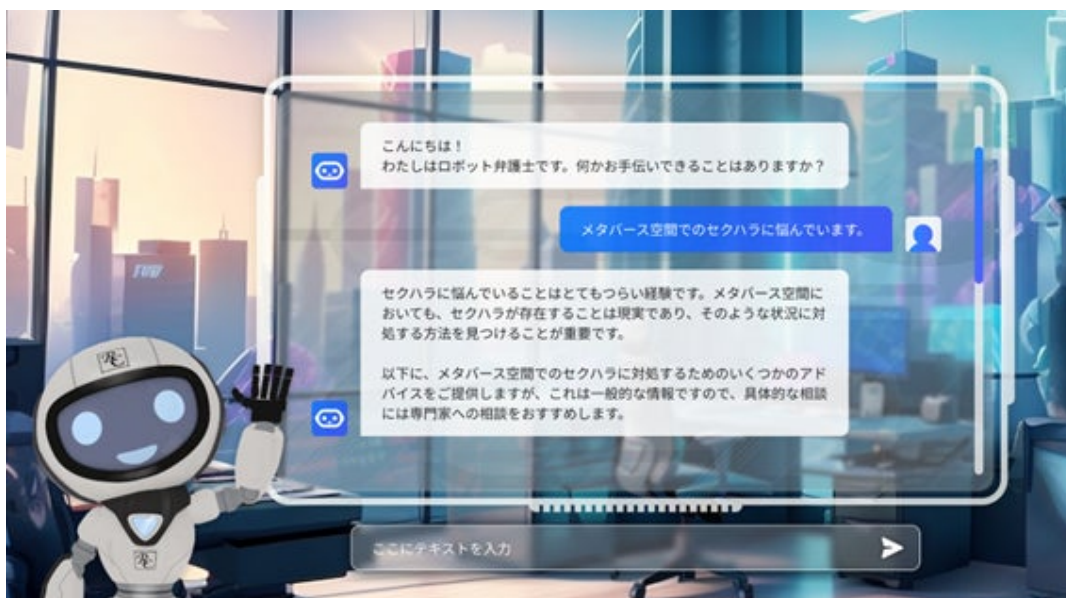 こんにちは！
わたしはロボット弁護士です。何かお手伝いできることはありますか？
メタバース空間でのセクハラに悩んでいます。
セクハラに悩んでいることはとてもつらい経験です。メタバース空間に
おいても、セクハラが存在することは現実であり、そのような状況に対
処する方法を見つけることが重要です。
以下に、メタバース空間でのセクハラに対処するためのいくつかのアド
バイスをご提供しますが、これは一般的な情報ですので、具体的な相談
には専門家への相談をおすすめします。
ここにテキストを入力